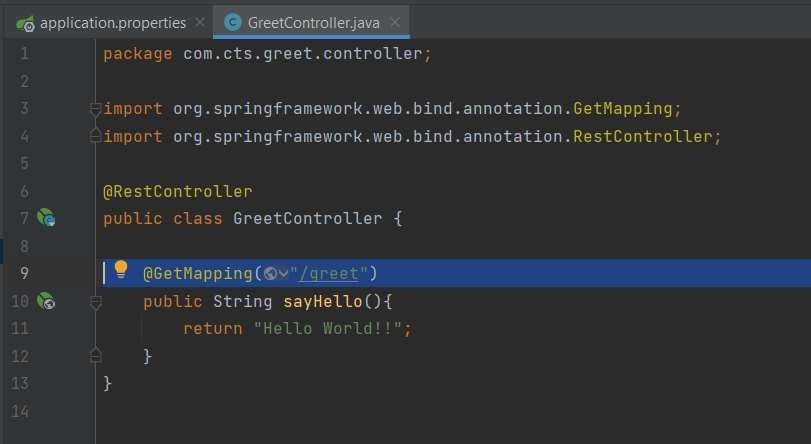 application.properties GreetController.java
1 package com.cts.greet.controller;
2
3 import org.springframework.web.bind.annotation.GetMapping;
4 import org.springframework.web.bind.annotation.RestController;
5
6 @RestController
7 public class GreetController {
8
9 @GetMapping("/greet")
10 public String sayHello(){
11 return "Hello World!!";
12 }
13 }
14